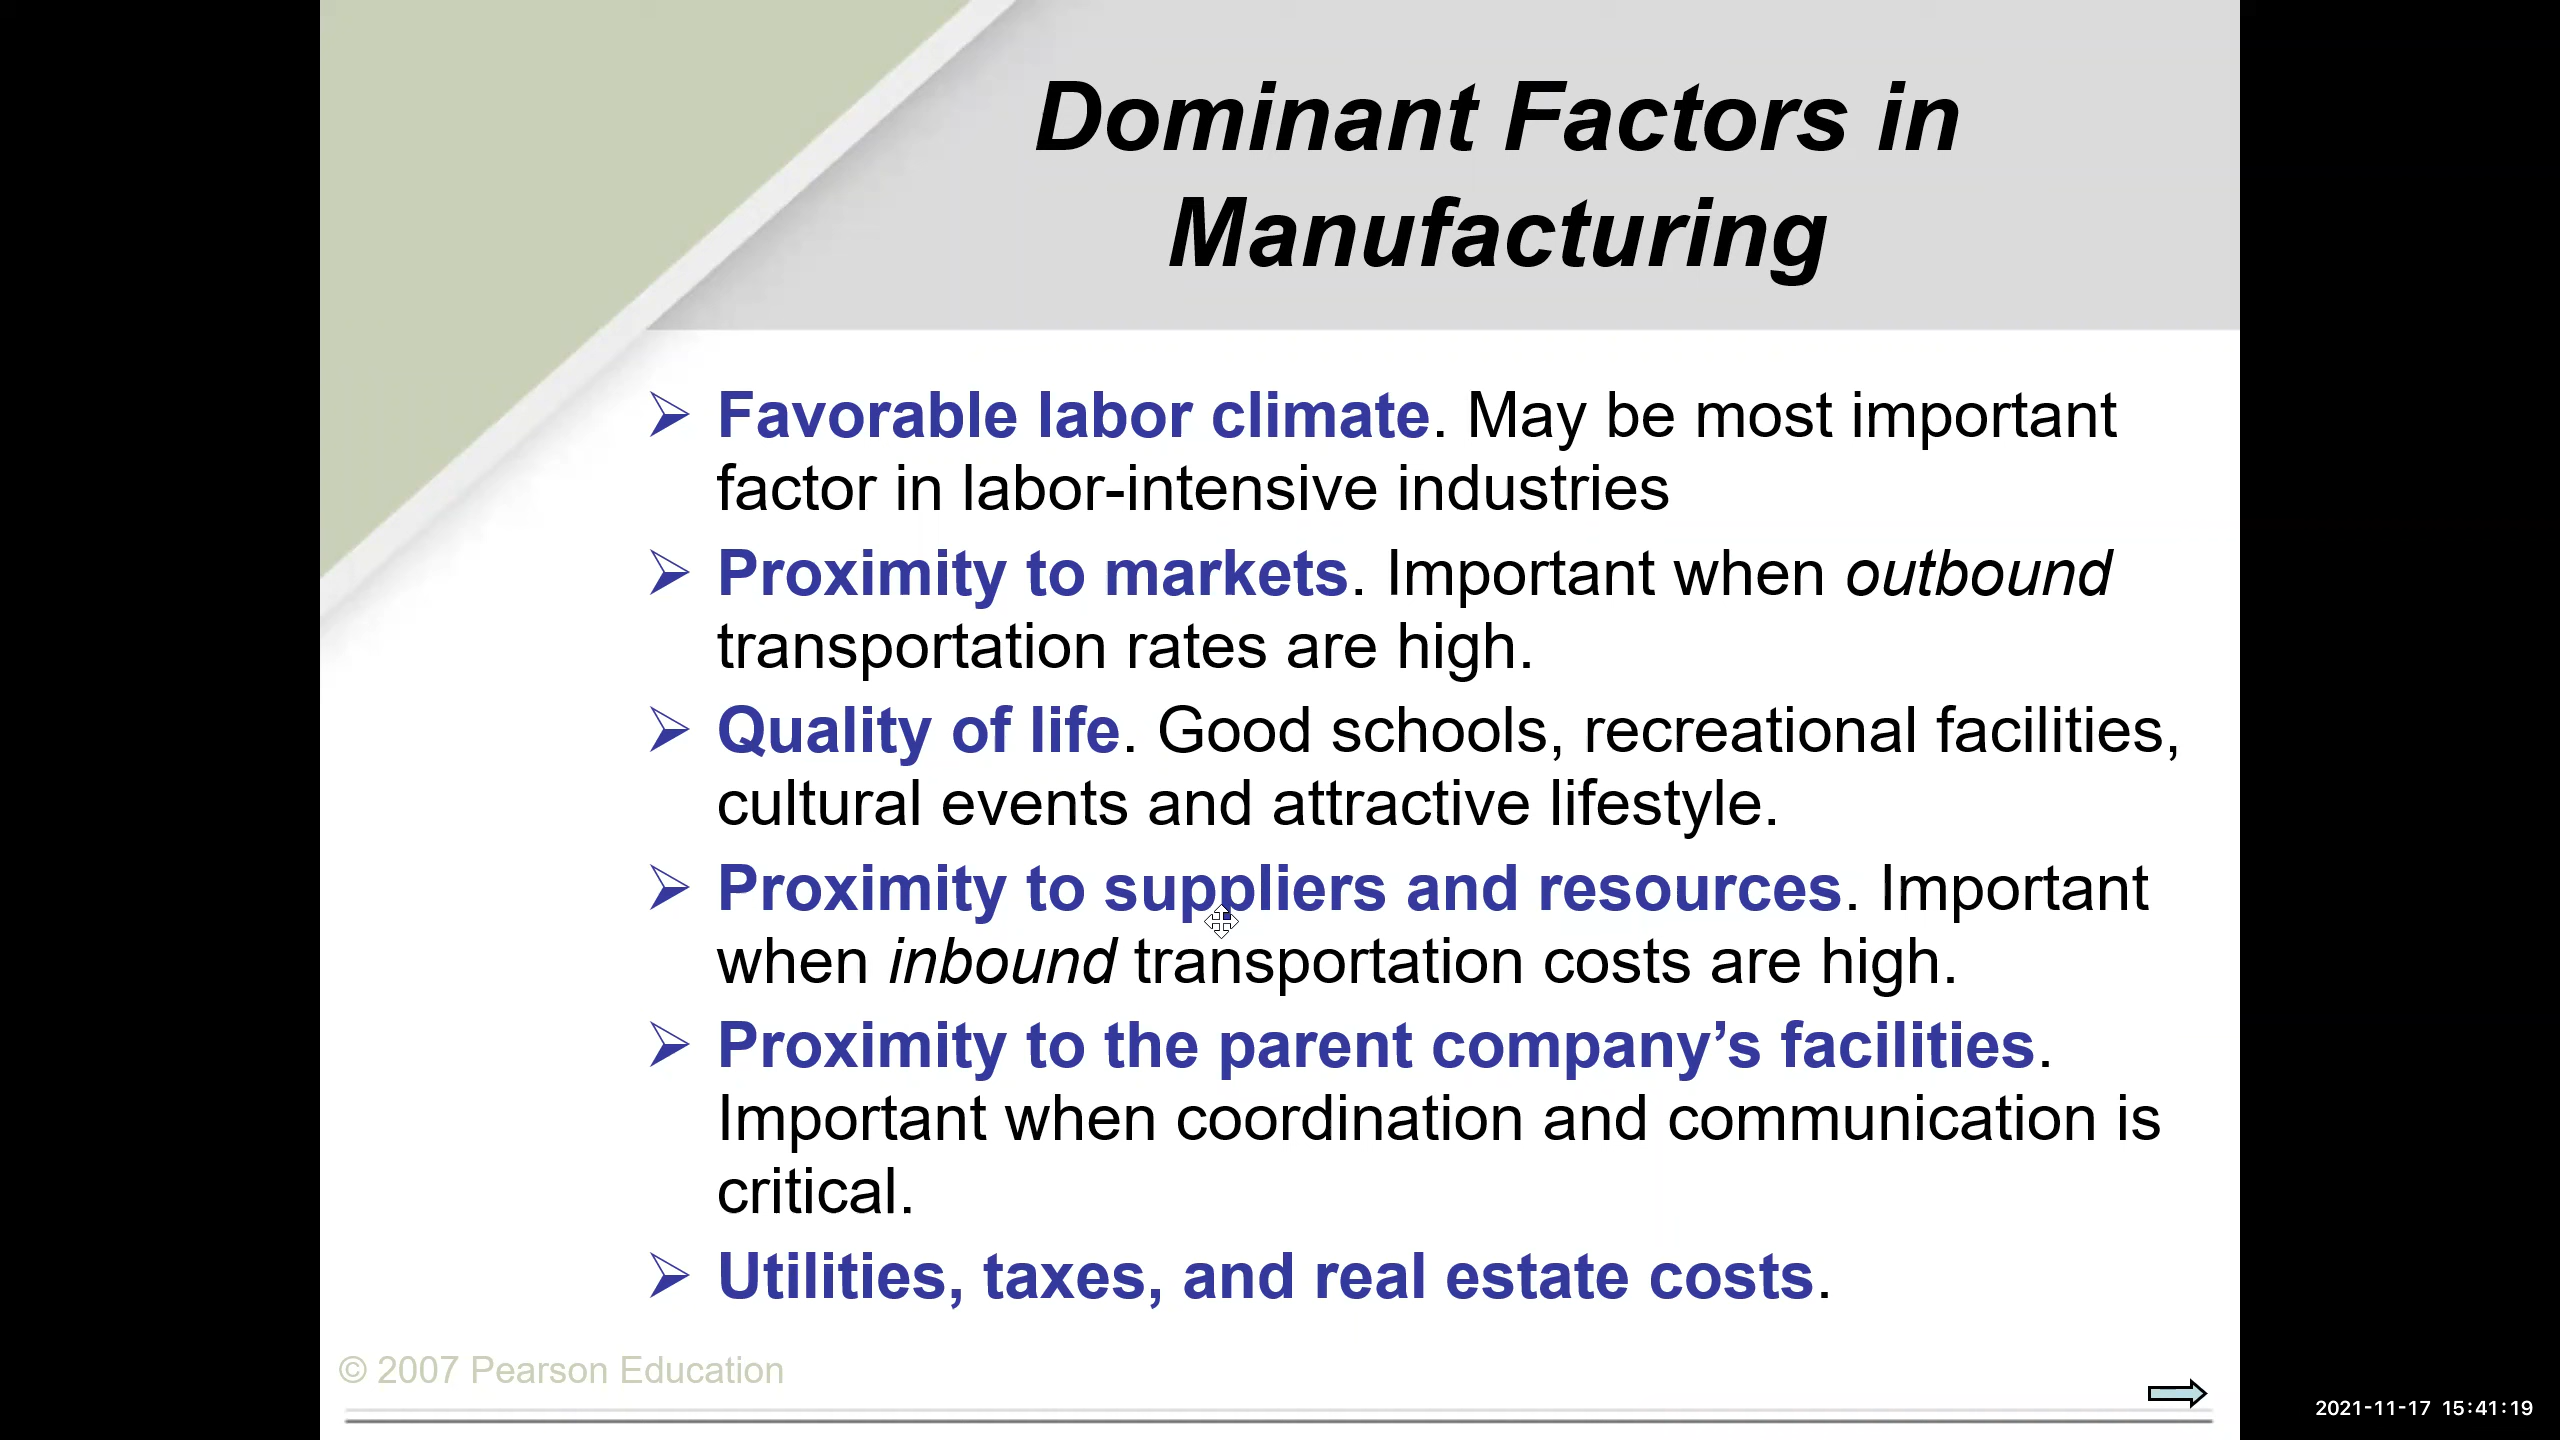 Dominant Factors in
Manufacturing
Favorable labor climate. May be most important
factor in labor-intensive industries
Proximity to markets. Important when outbound
transportation rates are high.
Quality of life. Good schools, recreational facilities,
cultural events and attractive lifestyle.
Proximity to suppliers and resources. Important
when inbound transportation costs are high.
Proximity to the parent company’s facilities.
Important when coordination and communication is
critical.
Utilities, taxes, and real estate costs.
© 2007 Pearson Education
2021-11-17 15:41:19